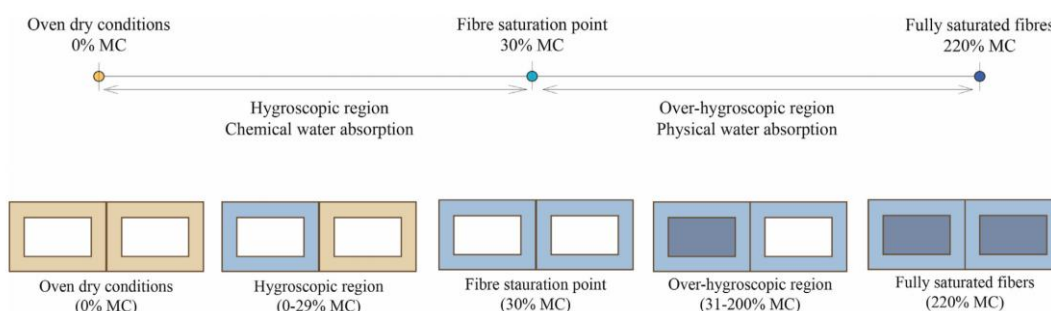 Oven dry conditions
0% MC
Fibre saturation point
30% MC
Fully saturated fibres
220% MC
Hygroscopic region
Chemical water absorption
Over-hygroscopic region
Physical water absorption
Oven dry conditions
(0% MC)
Hygroscopic region
(0-29% MC)
Fibre stauration point
(30% MC)
Over-hygroscopic region
(31-200% MC)
Fully saturated fibers
(220% MC)